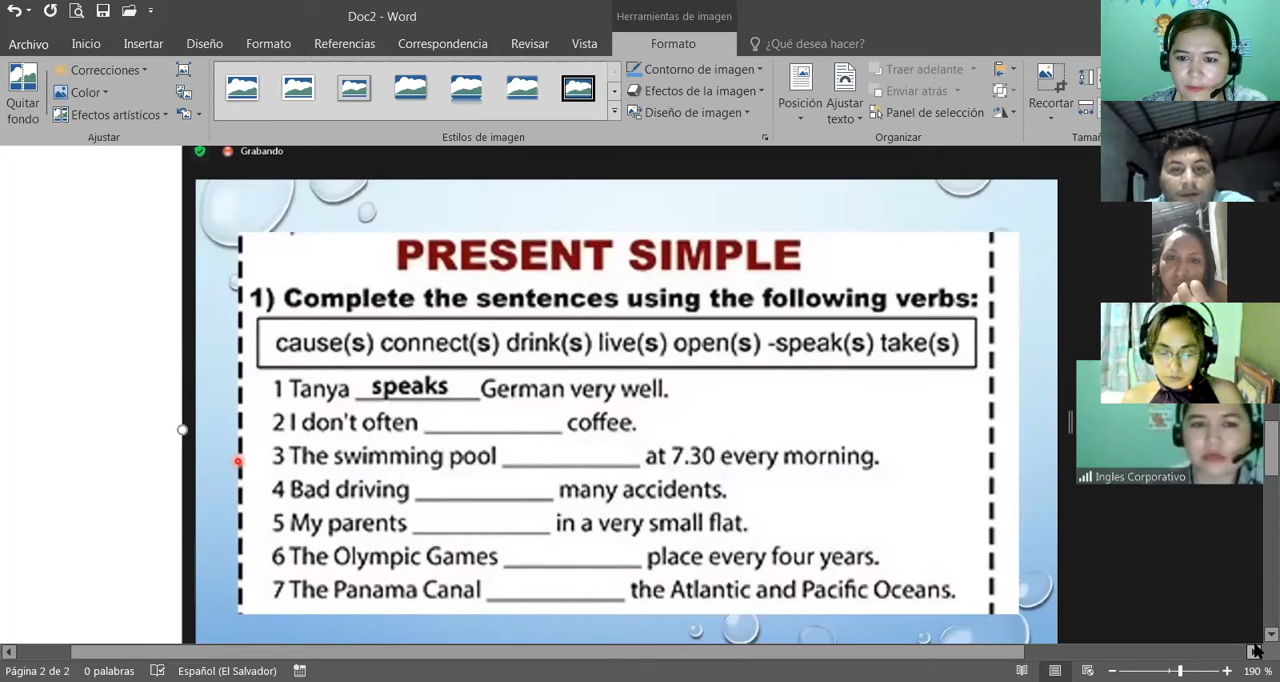 Doc2 - Word
Herramientas de imagen
Archivo
Inicio
Insertar
Diseño
Formato
Referencias
Correspondencia
Revisar
Vista
Formato
¿Qué desea hacer?
Quitar fondo
Correcciones
Color
Efectos artísticos
Ajustar
Estilos de imagen
Contorno de imagen
Efectos de la imagen
Diseño de imagen
Posición
Ajustar texto
Traer adelante
Enviar atrás
Panel de selección
Organizar
Recortar
Grabando
PRESENT SIMPLE
1) Complete the sentences using the following verbs:
cause(s) connect(s) drink(s) live(s) open(s) -speak(s) take(s)
1 Tanya speaks German very well.
2 I don't often ____________ coffee.
3 The swimming pool ____________ at 7.30 every morning.
4 Bad driving ____________ many accidents.
5 My parents ____________ in a very small flat.
6 The Olympic Games ____________ place every four years.
7 The Panama Canal ____________ the Atlantic and Pacific Oceans.
Ingles Corporativo
Página 2 de 2
0 palabras
Español (El Salvador)
190 %